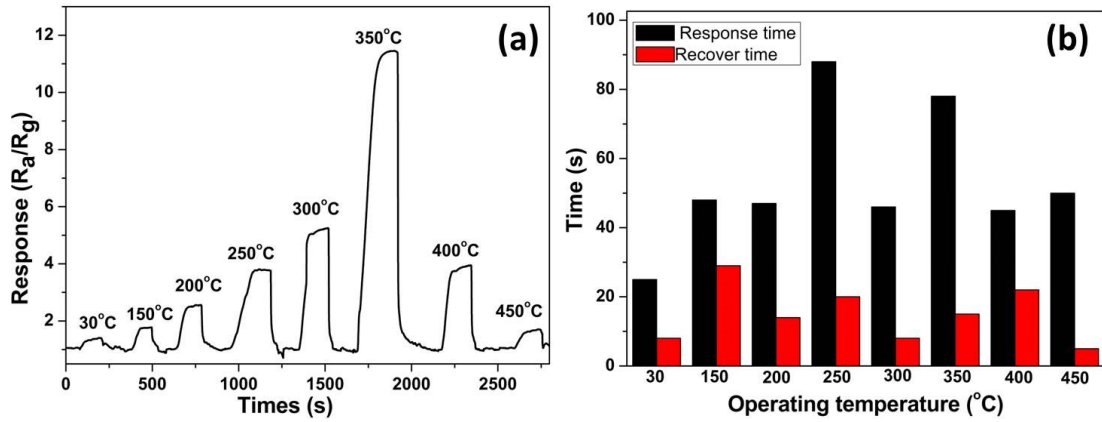 (a)
Response (Ra/Rg)
12
10
8
6
4
2
30°C
150°C
200°C
250°C
300°C
350°C
400°C
450°C
0 500 1000 1500 2000 2500
Times (s)
(b)
Response time
Recover time
Time (s)
100
80
60
40
20
0
30 150 200 250 300 350 400 450
Operating temperature (°C)